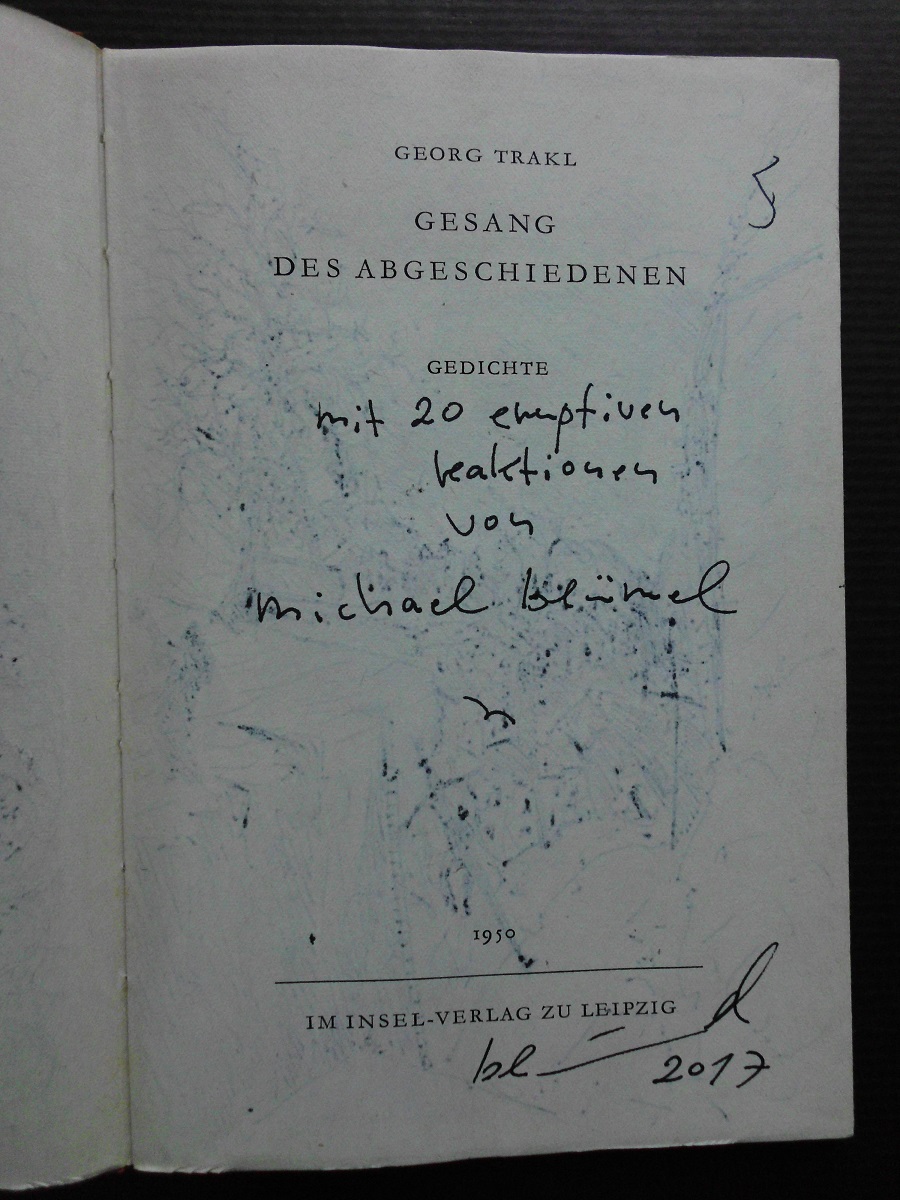 GEORG TRAKL
GESANG
DES ABGESCHIEDENEN
GEDICHTE
mit 20 eruptiven
reaktionen
von
michael blümel
1950
IM INSEL-VERLAG ZU LEIPZIG
2017